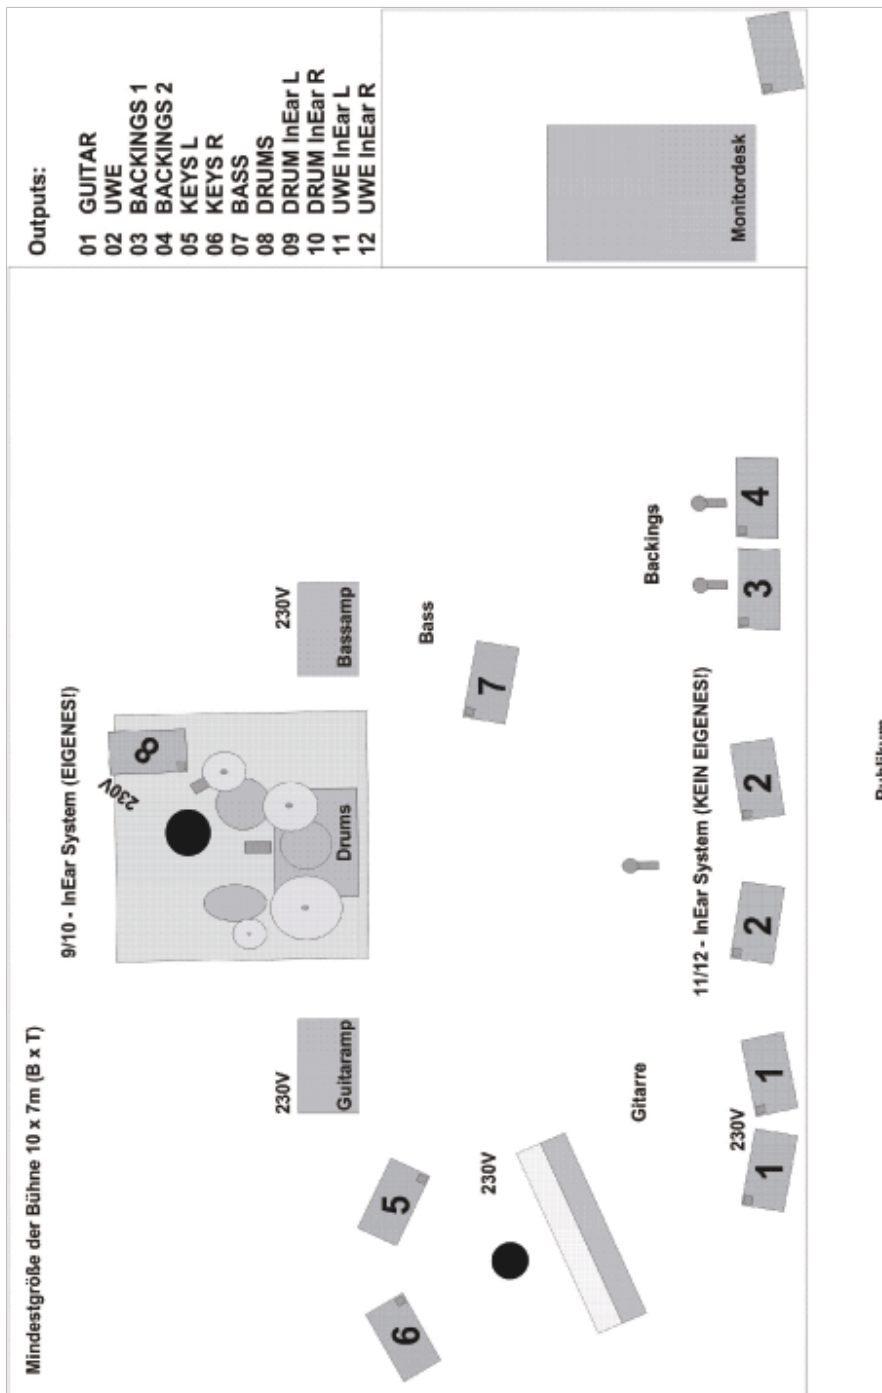 Mindestgröße der Bühne 10 x 7m (B x T)
Outputs:
01 GUITAR
02 UWE
03 BACKINGS 1
04 BACKINGS 2
05 KEYS L
06 KEYS R
07 BASS
08 DRUMS
09 DRUM InEar L
10 DRUM InEar R
11 UWE InEar L
12 UWE InEar R
9/10 - InEar System (EIGENES!)
230V
8
Drums
230V
Guitaramp
230V
Bassamp
6
5
230V
Bass
7
Gitarre
Backings
11/12 - InEar System (KEIN EIGENES!)
230V
1
1
2
2
3
4
Monitordesk
Publikum